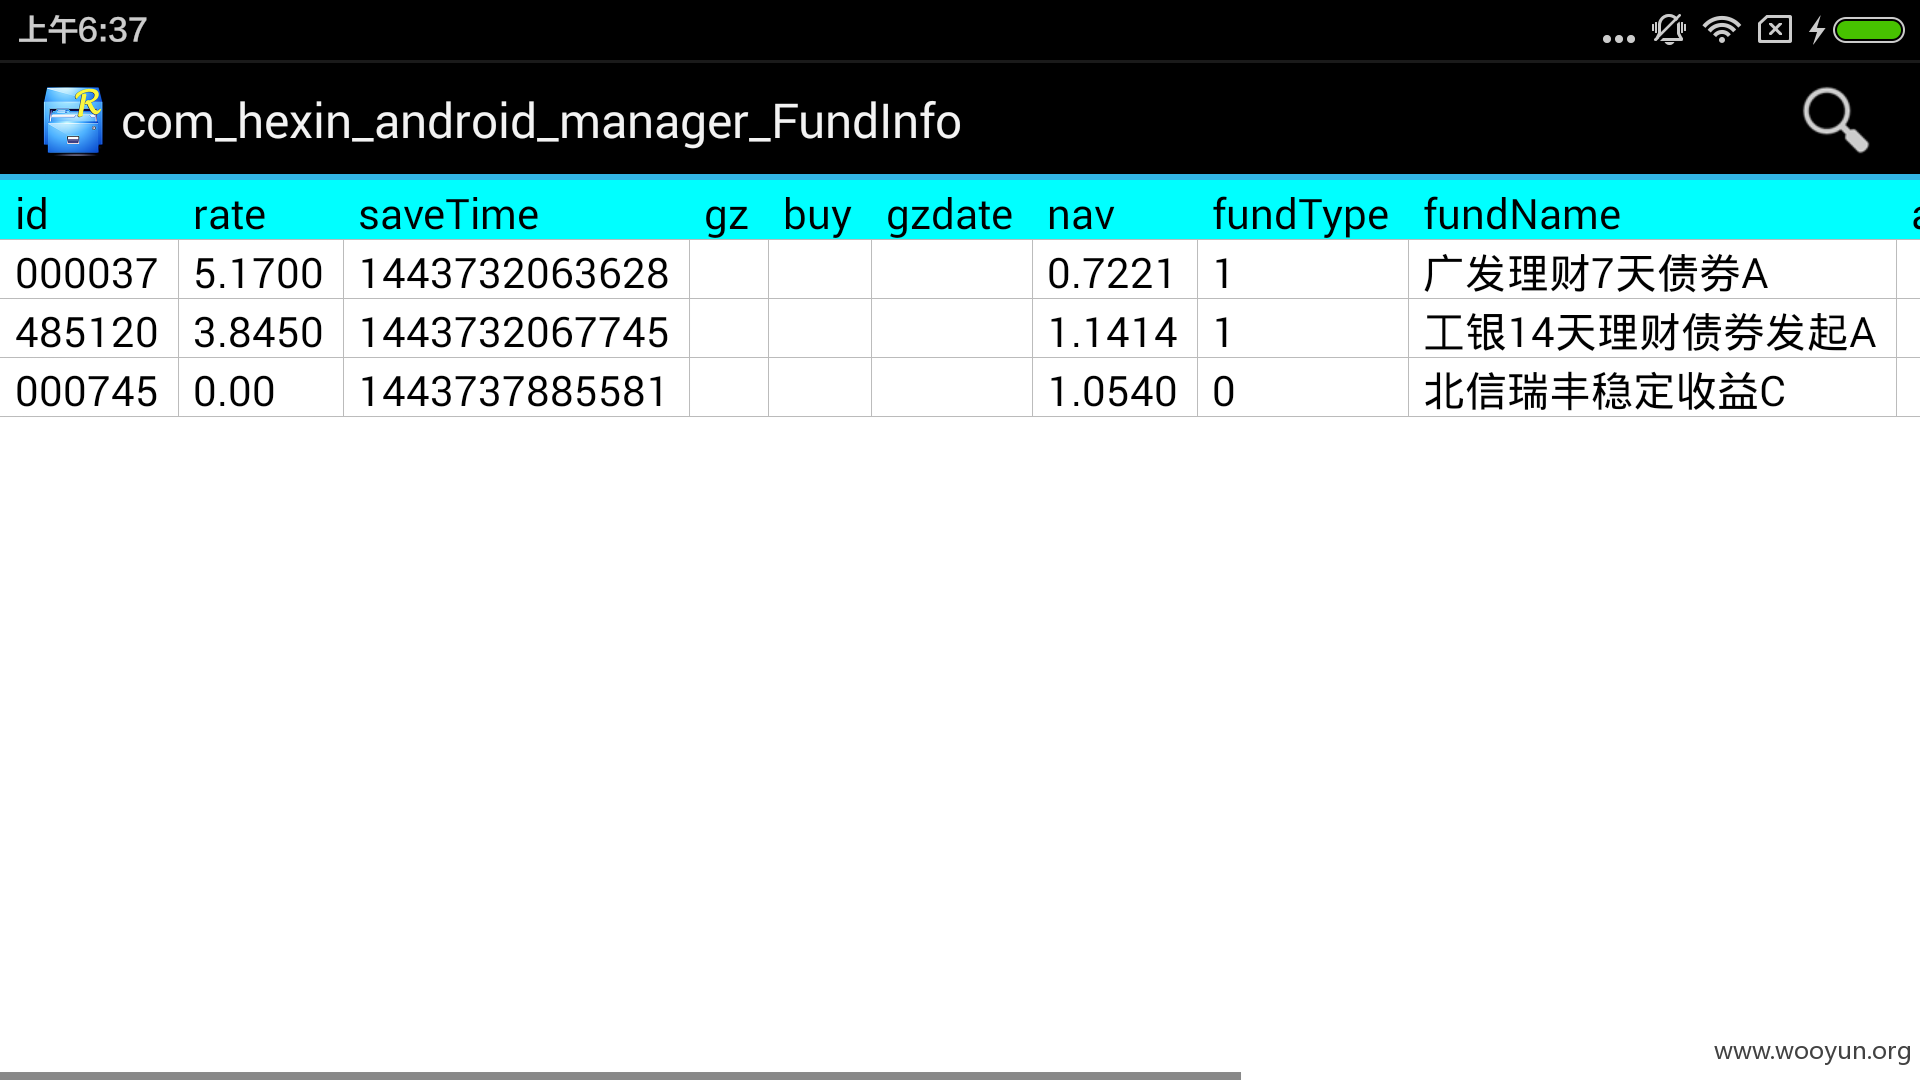 上午6:37
com_hexin_android_manager_FundInfo
id rate saveTime gz buy gzdate nav fundType fundName
000037 5.1700 1443732063628 0.7221 1 广发理财7天债券A
485120 3.8450 1443732067745 1.1414 1 工银14天理财债券发起A
000745 0.00 1443737885581 1.0540 0 北信瑞丰稳定收益C
www.wooyun.org